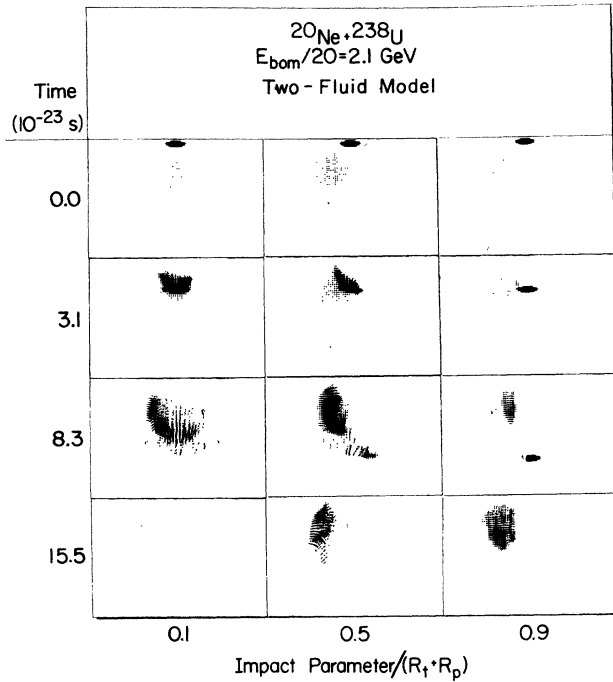 20Ne+238U
Ebom/20=2.1 GeV
Two-Fluid Model
Time
(10-23 s)
0.0
3.1
8.3
15.5
0.1 0.5 0.9
Impact Parameter/(Rt+Rp)